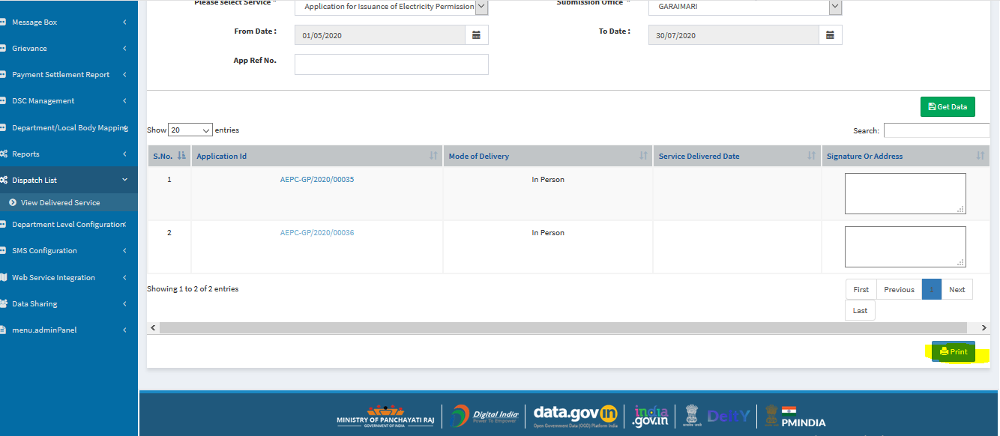 Please select Service *
Application for Issuance of Electricity Permission
Submission Office *
GARAIMARI
From Date :
01/05/2020
To Date :
30/07/2020
App Ref No.
Get Data
Show 20 entries
Search:
S.No. Application Id Mode of Delivery Service Delivered Date Signature Or Address
1 AEPC-GP/2020/00035 In Person
2 AEPC-GP/2020/00036 In Person
Showing 1 to 2 of 2 entries
First Previous 1 Next
Last
Print
Message Box
Grievance
Payment Settlement Report
DSC Management
Department/Local Body Mapping
Reports
Dispatch List
View Delivered Service
Department Level Configuration
SMS Configuration
Web Service Integration
Data Sharing
menu.adminPanel
MINISTRY OF PANCHAYATI RAJ
GOVERNMENT OF INDIA
Digital India
Power To Empower
data.gov in
Open Government Data (OGD) Platform India
india
.gov.in
DeitY
PMINDIA